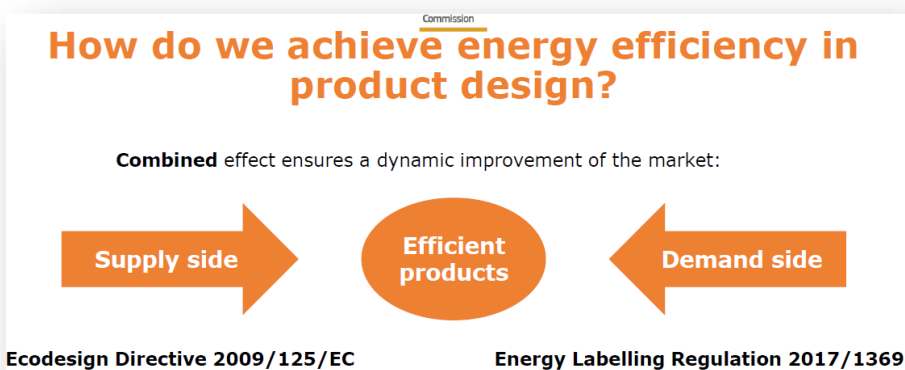 Commission
How do we achieve energy efficiency in
product design?
Combined effect ensures a dynamic improvement of the market:
Supply side
Efficient
products
Demand side
Ecodesign Directive 2009/125/EC
Energy Labelling Regulation 2017/1369